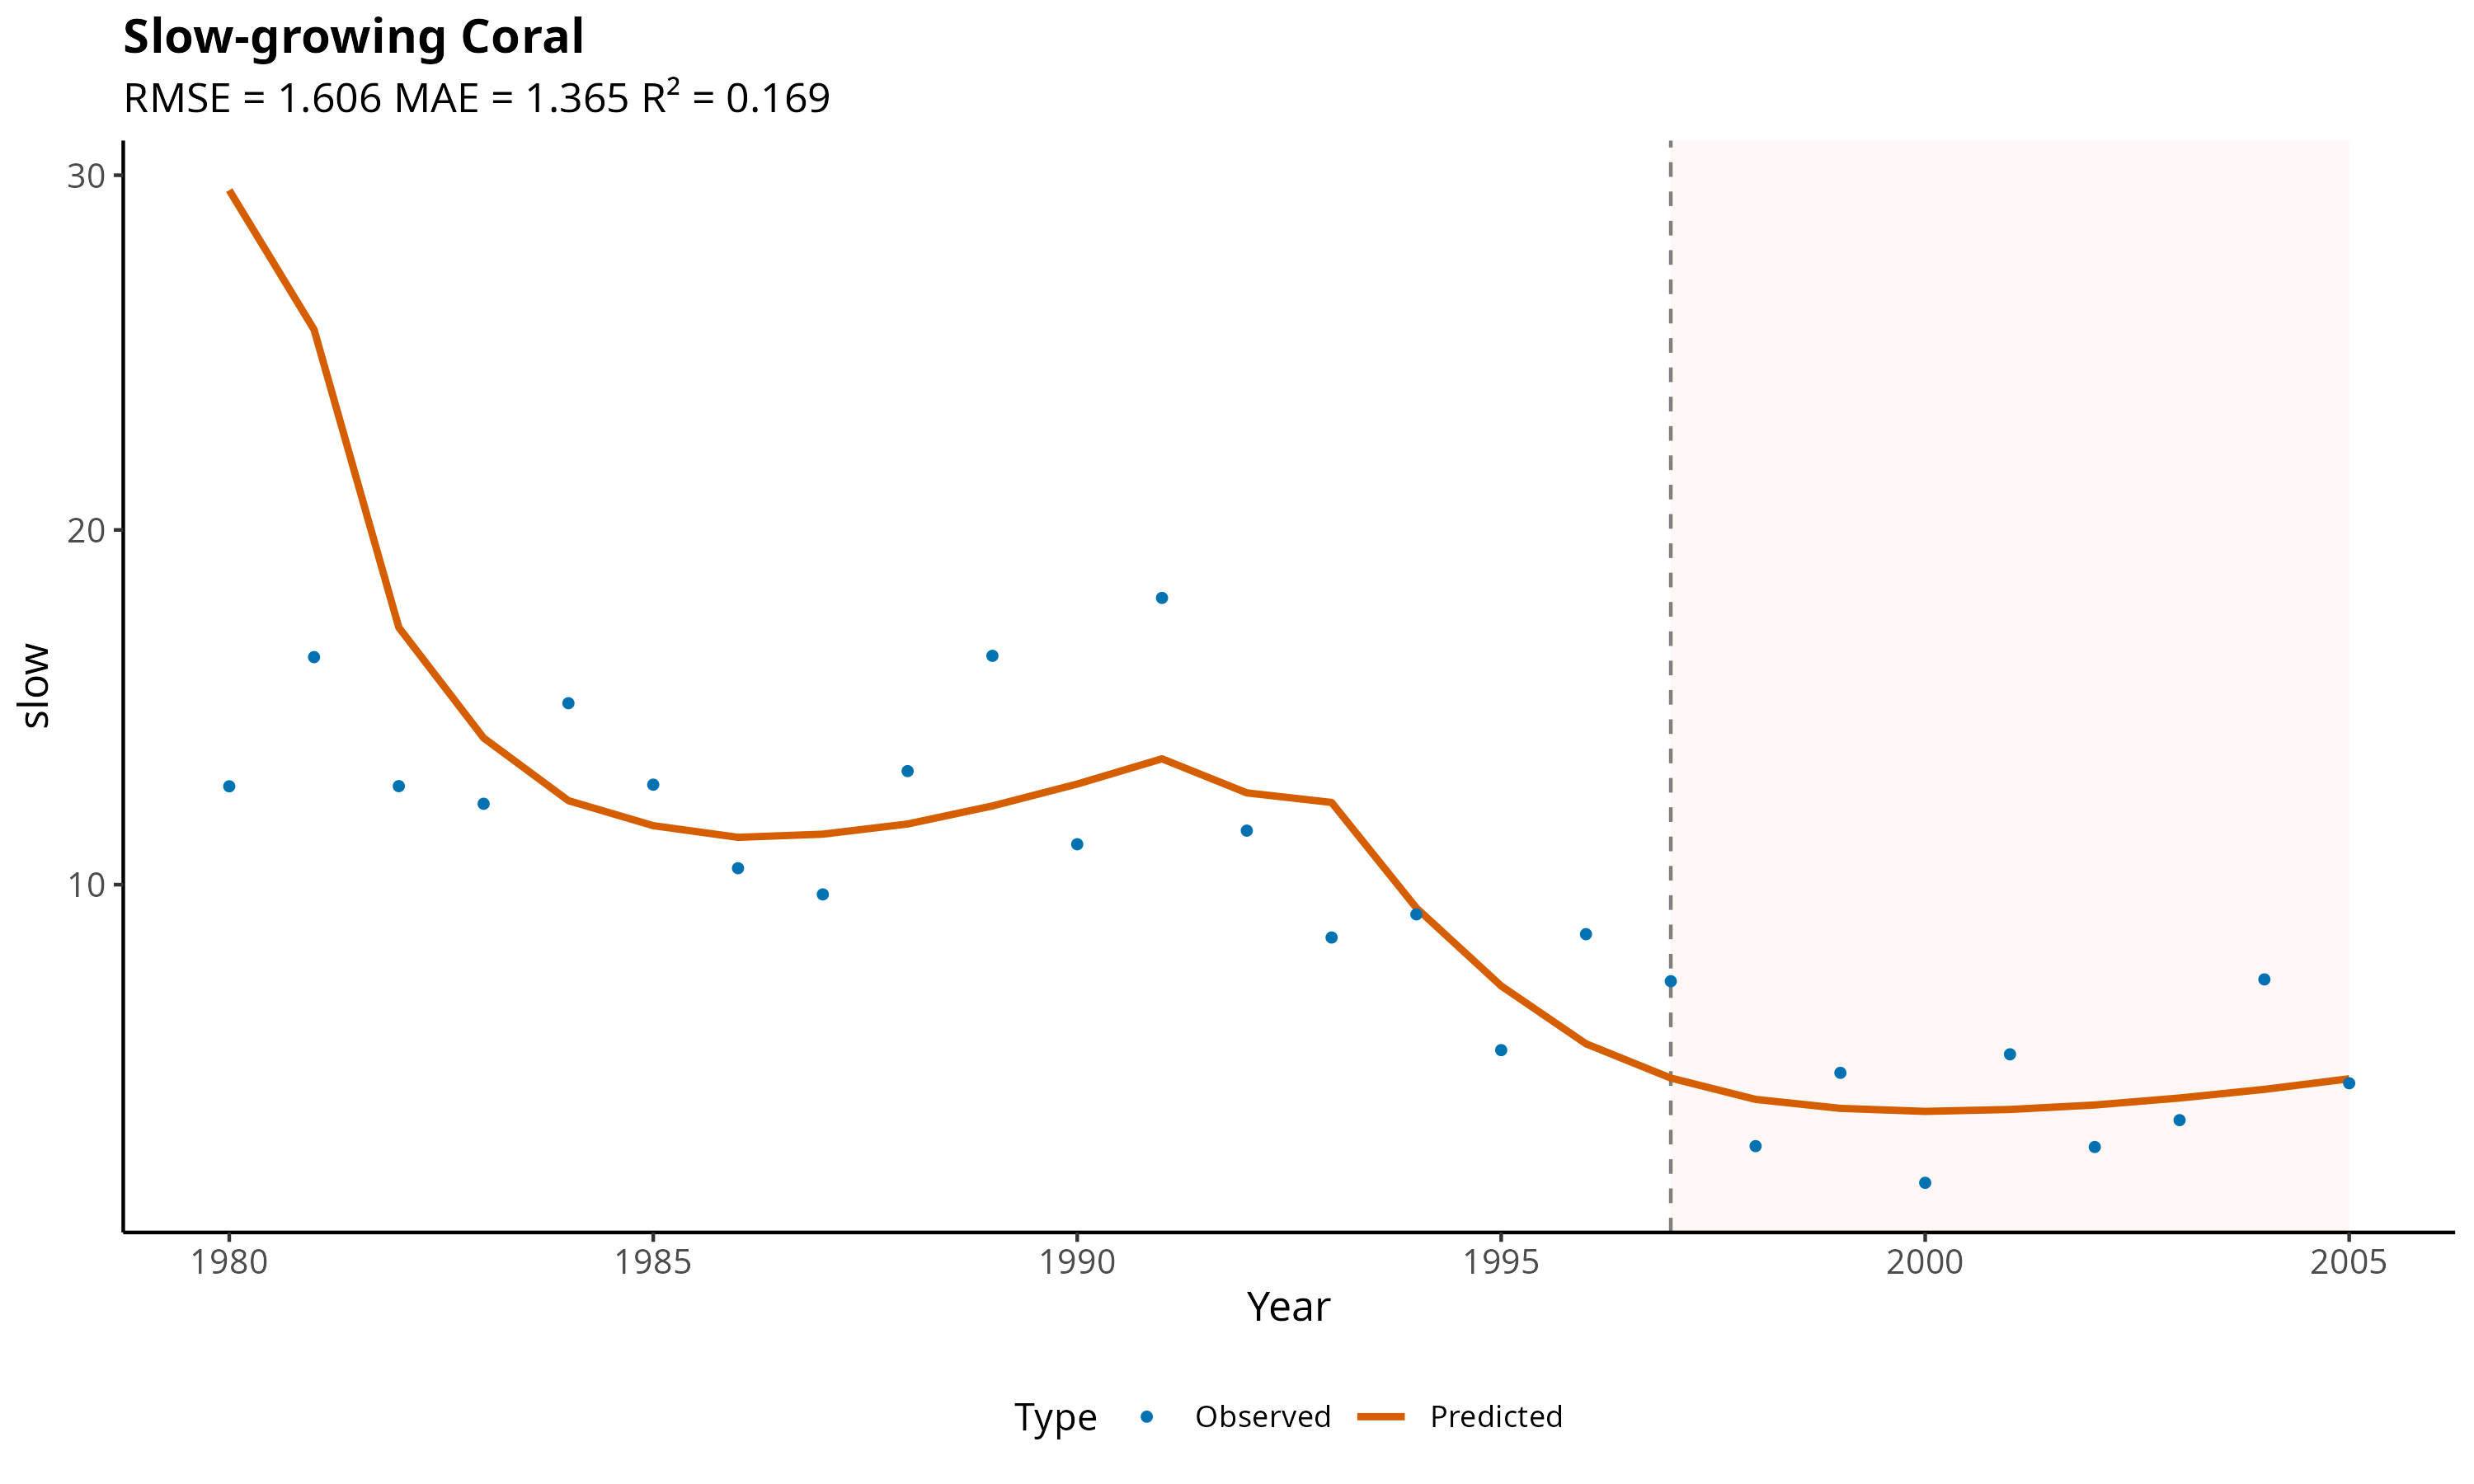 Slow-growing Coral
RMSE = 1.606 MAE = 1.365 R² = 0.169
30
20
10
slow
1980 1985 1990 1995 2000 2005
Year
Type Observed Predicted